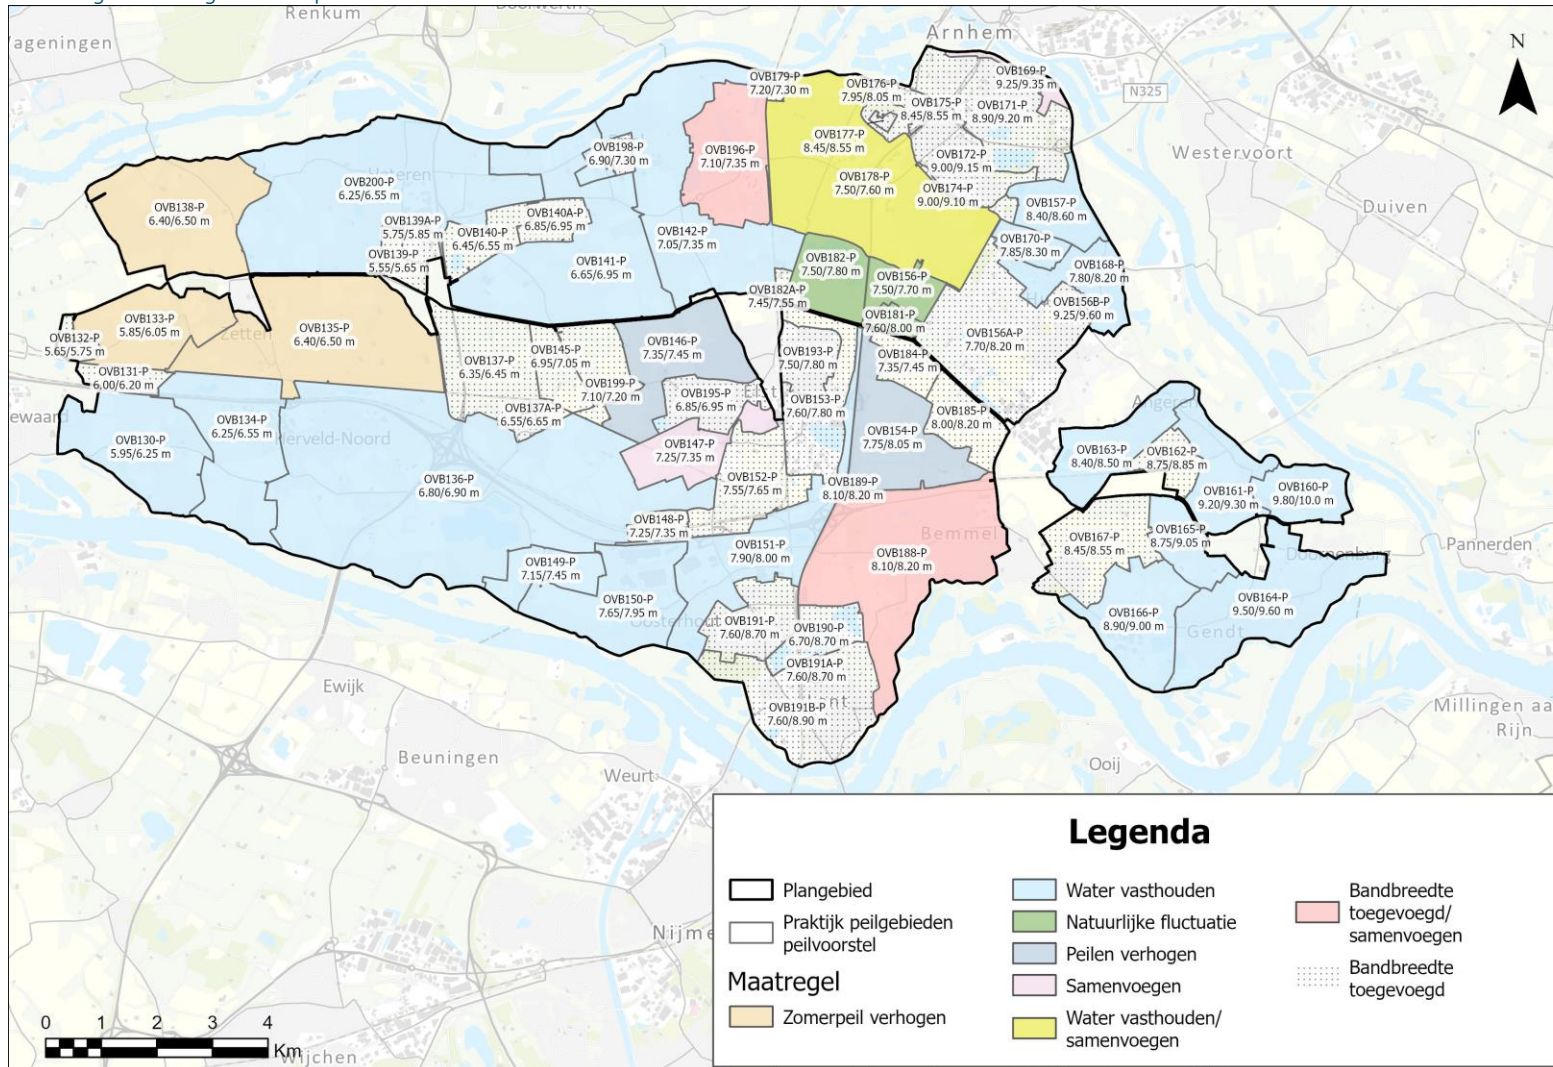 Renkum
Arnhem
N
N325
Westervoort
Duiven
OVB169-P
9.25/9.35 m
OVB179-P
7.20/7.30 m
OVB176-P
7.95/8.05 m
OVB175-P
8.45/8.55 m
OVB171-P
8.90/9.20 m
OVB177-P
8.45/8.55 m
OVB198-P
6.90/7.30 m
OVB196-P
7.10/7.35 m
OVB172-P
9.00/9.15 m
OVB178-P
7.50/7.60 m
OVB174-P
9.00/9.10 m
OVB157-P
8.40/8.60 m
OVB200-P
6.25/6.55 m
OVB138-P
6.40/6.50 m
OVB139A-P
5.75/5.85 m
OVB140A-P
6.85/6.95 m
OVB140-P
6.45/6.55 m
OVB142-P
7.05/7.35 m
OVB170-P
7.85/8.30 m
OVB139-P
5.55/5.65 m
OVB141-P
6.65/6.95 m
OVB182-P
7.50/7.80 m
OVB168-P
7.80/8.20 m
OVB156-P
7.50/7.70 m
OVB182A-P
7.45/7.55 m
OVB156B-P
9.25/9.60 m
OVB133-P
5.85/6.05 m
Zetten
OVB135-P
6.40/6.50 m
OVB181-P
7.60/8.00 m
OVB132-P
5.65/5.75 m
OVB156A-P
7.70/8.20 m
OVB146-P
7.35/7.45 m
OVB145-P
6.95/7.05 m
OVB193-P
7.50/7.80 m
OVB184-P
7.35/7.45 m
OVB137-P
6.35/6.45 m
OVB131-P
6.00/6.20 m
OVB199-P
7.10/7.20 m
OVB195-P
6.85/6.95 m
OVB153-P
7.60/7.80 m
OVB137A-P
6.55/6.65 m
OVB185-P
8.00/8.20 m
OVB134-P
6.25/6.55 m
OVB130-P
5.95/6.25 m
OVB154-P
7.75/8.05 m
OVB147-P
7.25/7.35 m
OVB163-P
8.40/8.50 m
OVB162-P
8.75/8.85 m
OVB136-P
6.80/6.90 m
OVB152-P
7.55/7.65 m
OVB189-P
8.10/8.20 m
OVB161-P
9.20/9.30 m
OVB160-P
9.80/10.0 m
OVB148-P
7.25/7.35 m
OVB165-P
8.75/9.05 m
OVB167-P
8.45/8.55 m
Bemmel
OVB151-P
7.90/8.00 m
OVB188-P
8.10/8.20 m
Pannerden
OVB149-P
7.15/7.45 m
OVB150-P
7.65/7.95 m
Oosterhout
OVB164-P
9.50/9.60 m
OVB166-P
8.90/9.00 m
Gendt
OVB191-P
7.60/8.70 m
OVB190-P
6.70/8.70 m
OVB191A-P
7.60/8.70 m
OVB191B-P
7.60/8.90 m
Ewijk
Millingen aa
Rijn
Beuningen
Weurt
Ooij
Nijme
Wijchen
0 1 2 3 4
Km
Legenda
Plangebied
Praktijk peilgebieden
peilvoorstel
Maatregel
Zomerpeil verhogen
Water vasthouden
Natuurlijke fluctuatie
Peilen verhogen
Samenvoegen
Water vasthouden/
samenvoegen
Bandbreedte
toegevoegd/
samenvoegen
Bandbreedte
toegevoegd